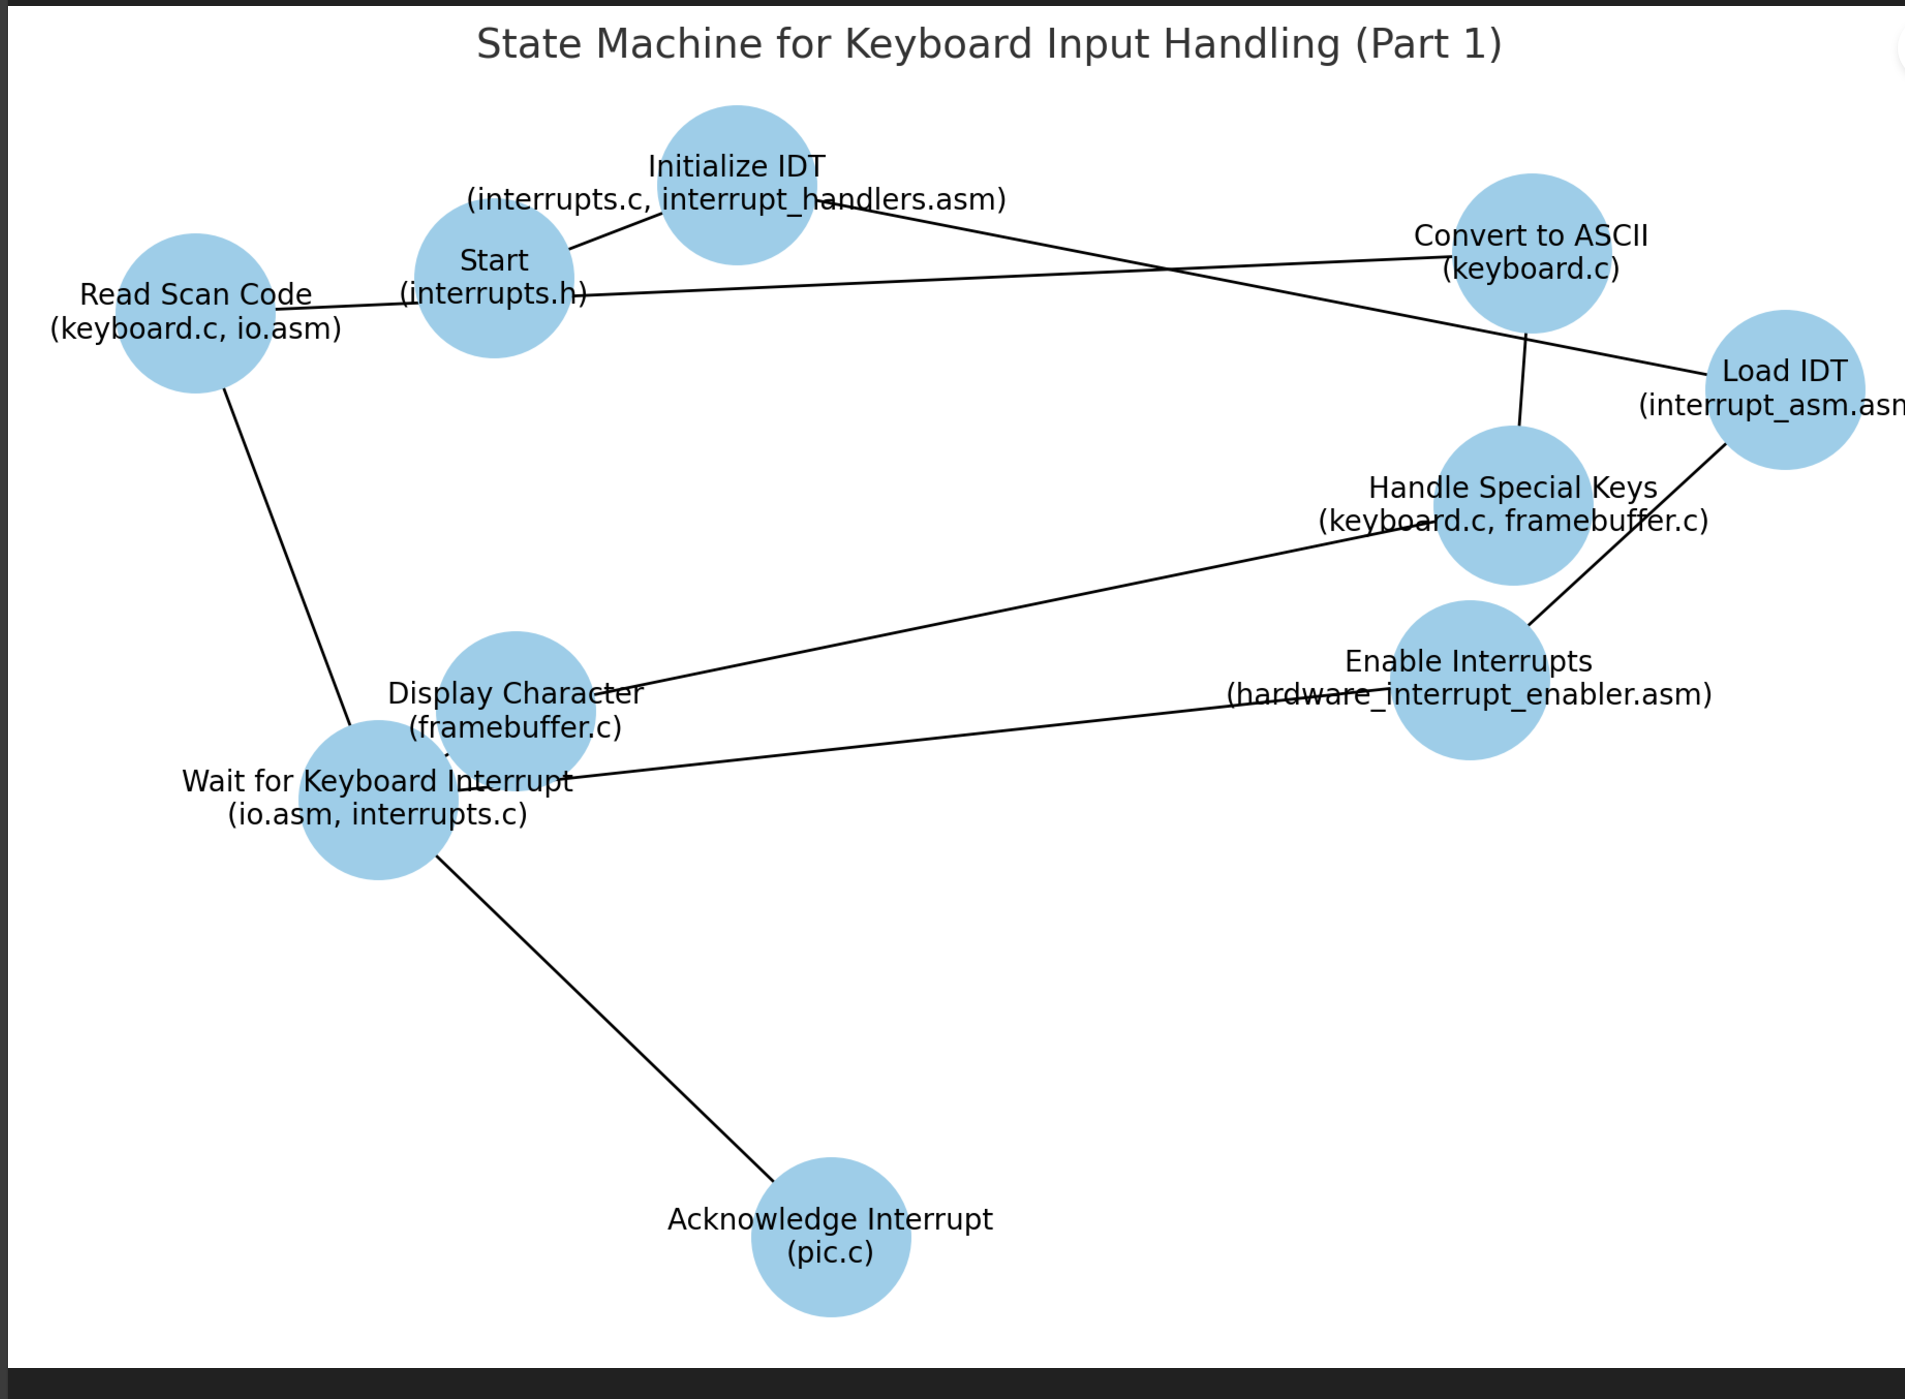 State Machine for Keyboard Input Handling (Part 1)
Initialize IDT
(interrupts.c, interrupt_handlers.asm)
Start
(interrupts.h)
Read Scan Code
(keyboard.c, io.asm)
Convert to ASCII
(keyboard.c)
Load IDT
(interrupt_asm.asm
Handle Special Keys
(keyboard.c, framebuffer.c)
Enable Interrupts
(hardware_interrupt_enabler.asm)
Display Character
(framebuffer.c)
Wait for Keyboard Interrupt
(io.asm, interrupts.c)
Acknowledge Interrupt
(pic.c)